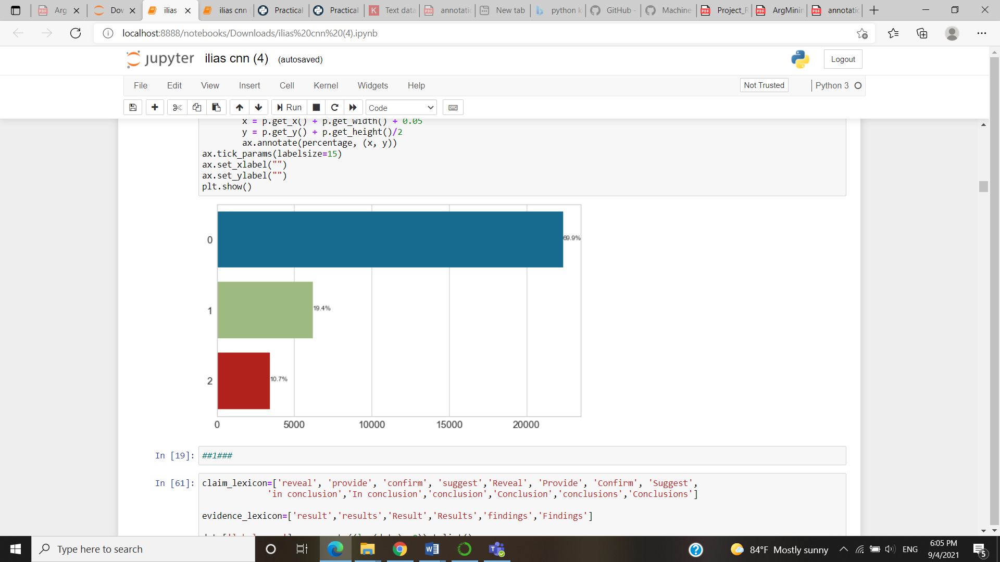 Arg
Dov
ilias
ilias cnn
Practical
Practical
Text data
annotatio
New tab
python k
GitHub -
Machine
Project_R
ArgMinin
annotatio
localhost:8888/notebooks/Downloads/ilias%20cnn%20(4).ipynb
jupyter ilias cnn (4) (autosaved)
Logout
File Edit View Insert Cell Kernel Widgets Help
Not Trusted
Python 3
Run
Code
x = p.get_x() + p.get_width() + 0.05
y = p.get_y() + p.get_height()/2
ax.annotate(percentage, (x, y))
ax.tick_params(labelsize=15)
ax.set_xlabel("")
ax.set_ylabel("")
plt.show()
0
69.9%
1
19.4%
2
10.7%
0 5000 10000 15000 20000
In [19]: ##1###
In [61]: claim_lexicon=['reveal', 'provide', 'confirm', 'suggest','Reveal', 'Provide', 'Confirm', 'Suggest',
'in conclusion','In conclusion','conclusion','Conclusion','conclusions','Conclusions']
evidence_lexicon=['result','results','Result','Results','findings','Findings']
Type here to search
84°F Mostly sunny
ENG
6:05 PM
9/4/2021
5